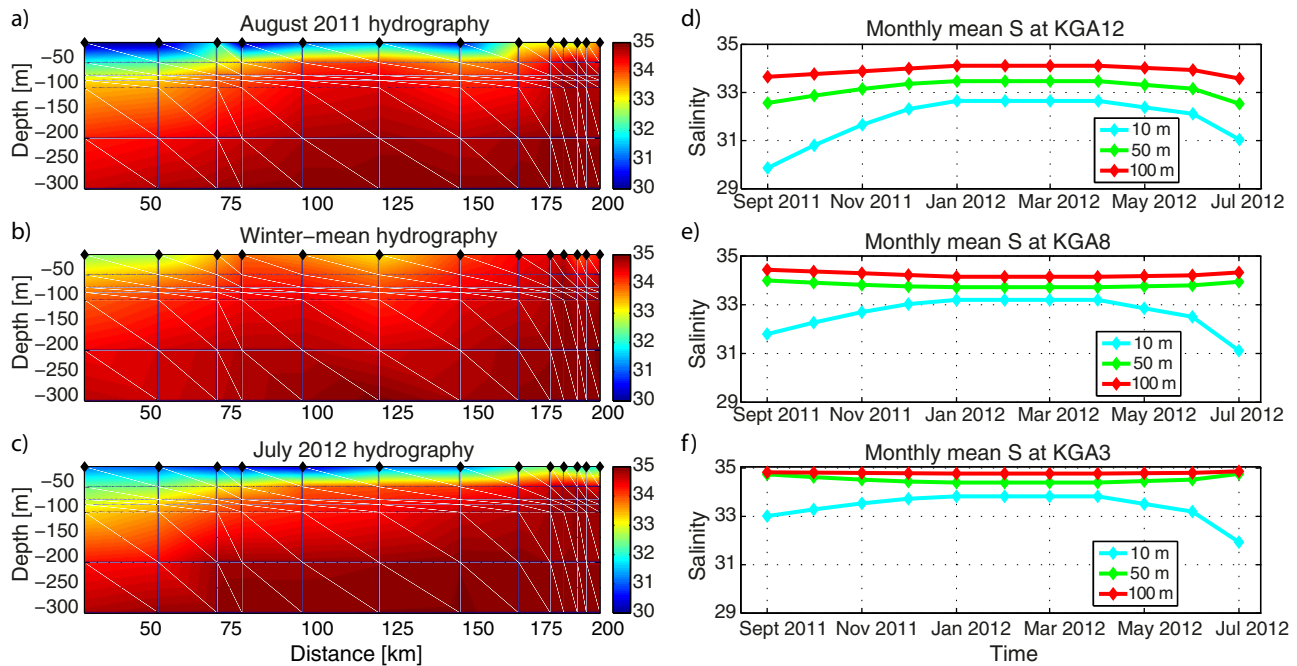 a)
August 2011 hydrography
Depth [m]
−50
−100
−150
−200
−250
−300
50
75
100
125
150
175
200
35
34
33
32
31
30
b)
Winter−mean hydrography
Depth [m]
−50
−100
−150
−200
−250
−300
50
75
100
125
150
175
200
35
34
33
32
31
30
c)
July 2012 hydrography
Depth [m]
−50
−100
−150
−200
−250
−300
50
75
100
125
150
175
200
Distance [km]
35
34
33
32
31
30
d)
Monthly mean S at KGA12
Salinity
35
33
31
29
Sept 2011
Nov 2011
Jan 2012
Mar 2012
May 2012
Jul 2012
10 m
50 m
100 m
e)
Monthly mean S at KGA8
Salinity
35
33
31
29
Sept 2011
Nov 2011
Jan 2012
Mar 2012
May 2012
Jul 2012
10 m
50 m
100 m
f)
Monthly mean S at KGA3
Salinity
35
33
31
29
Sept 2011
Nov 2011
Jan 2012
Mar 2012
May 2012
Jul 2012
Time
10 m
50 m
100 m